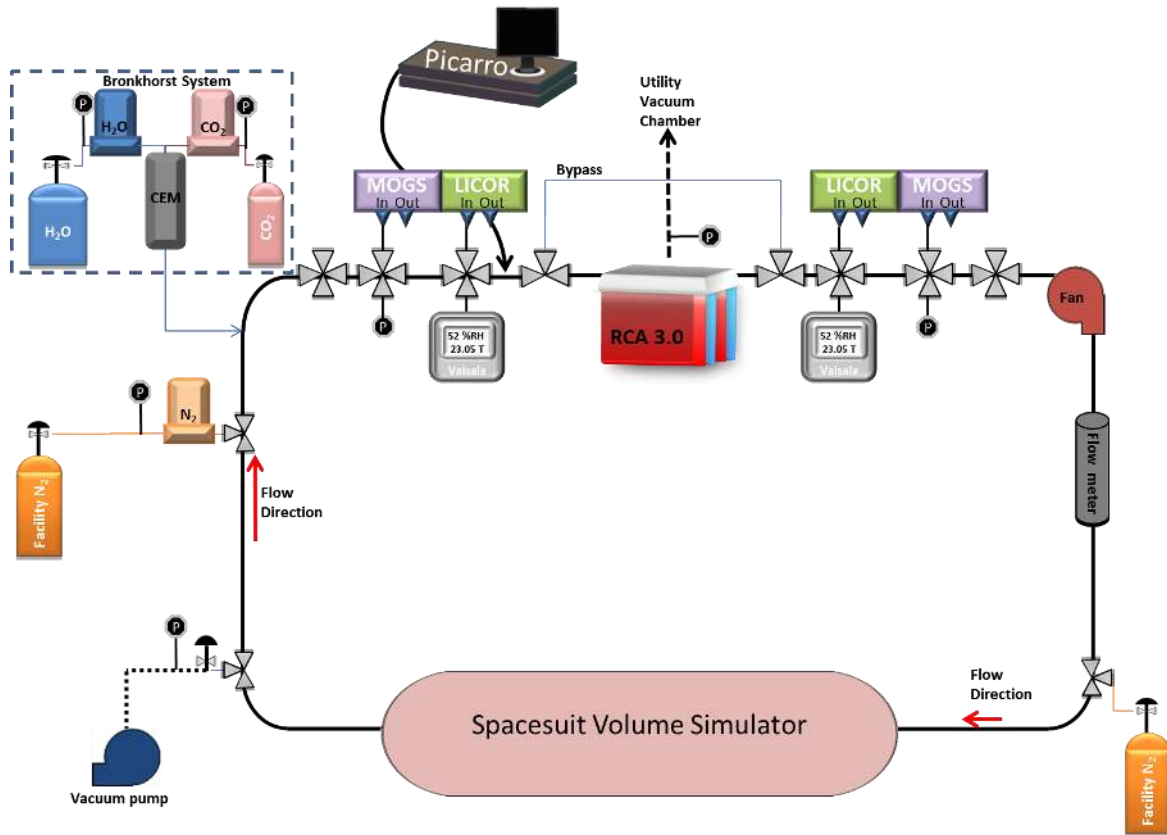 Picarro
Bronkhorst System
P
H₂O
CO₂
P
CEM
H₂O
CO₂
Utility
Vacuum
Chamber
Bypass
MOGS
In Out
LICOR
In Out
LICOR
In Out
MOGS
In Out
P
P
52 %RH
23.05 T
Vaisala
RCA 3.0
52 %RH
23.05 T
Vaisala
P
Fan
P
N₂
Facility N₂
Flow
Direction
Flow meter
P
Vacuum pump
Spacesuit Volume Simulator
Flow
Direction
Facility N₂